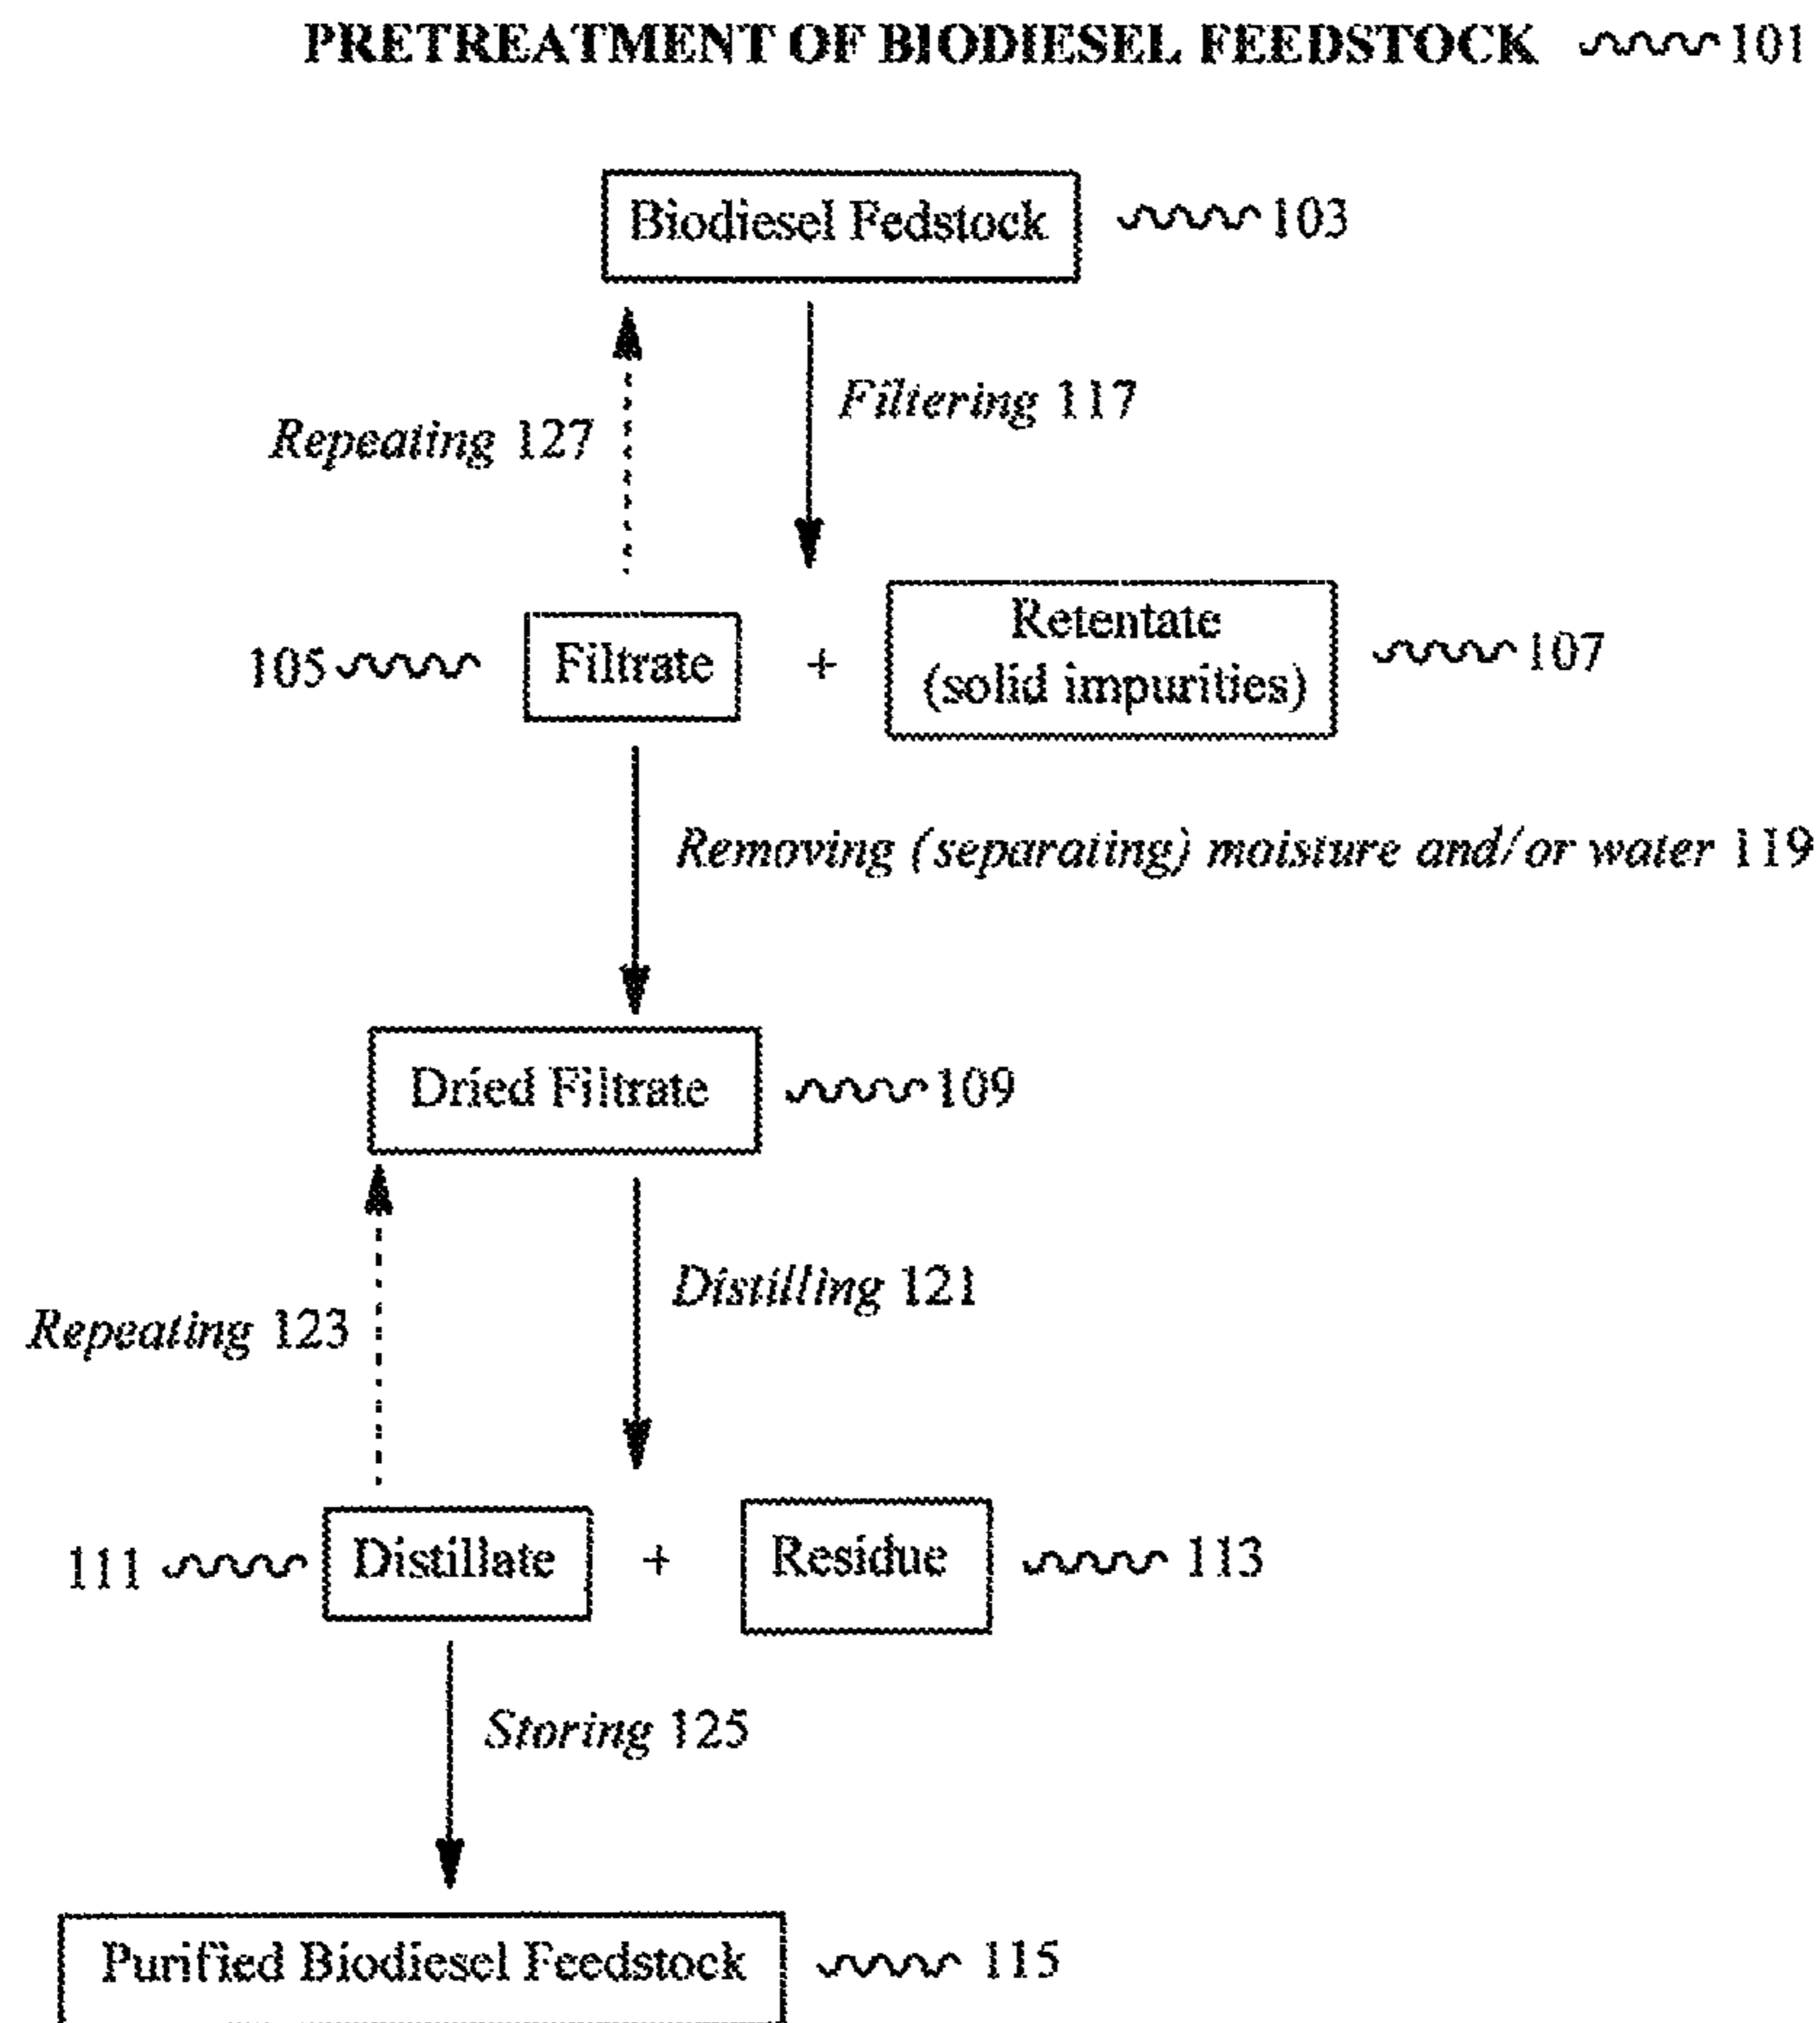 PRETREATMENT OF BIODIESEL FEEDSTOCK 101
Biodiesel Fedstock 103
Filtering 117
Repeating 127
Retentate
105 Filtrate + (solid impurities) 107
Removing (separating) moisture and/or water 119
Dried Filtrate 109
Distilling 121
Repeating 123
111 Distillate + Residue 113
Storing 125
Purified Biodiesel Feedstock 115